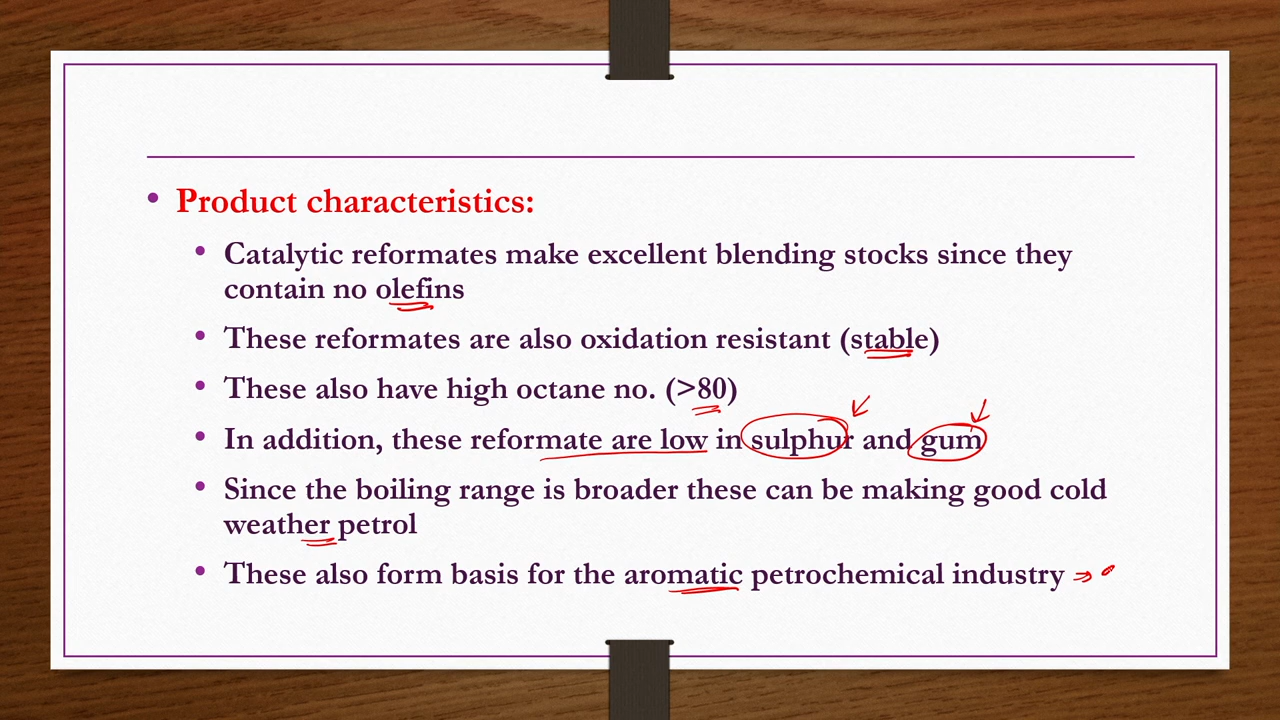 • Product characteristics:
• Catalytic reformates make excellent blending stocks since they
contain no olefins
• These reformates are also oxidation resistant (stable)
• These also have high octane no. (>80)
• In addition, these reformate are low in sulphur and gum
• Since the boiling range is broader these can be making good cold
weather petrol
• These also form basis for the aromatic petrochemical industry